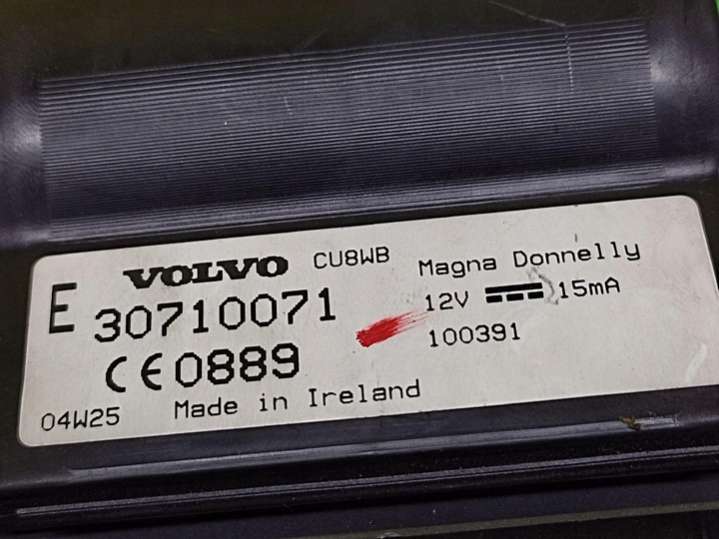 E VOLVO CU8WB
30710071
CE0889
04W25 Made in Ireland
Magna Donnelly
12V 15mA
100391